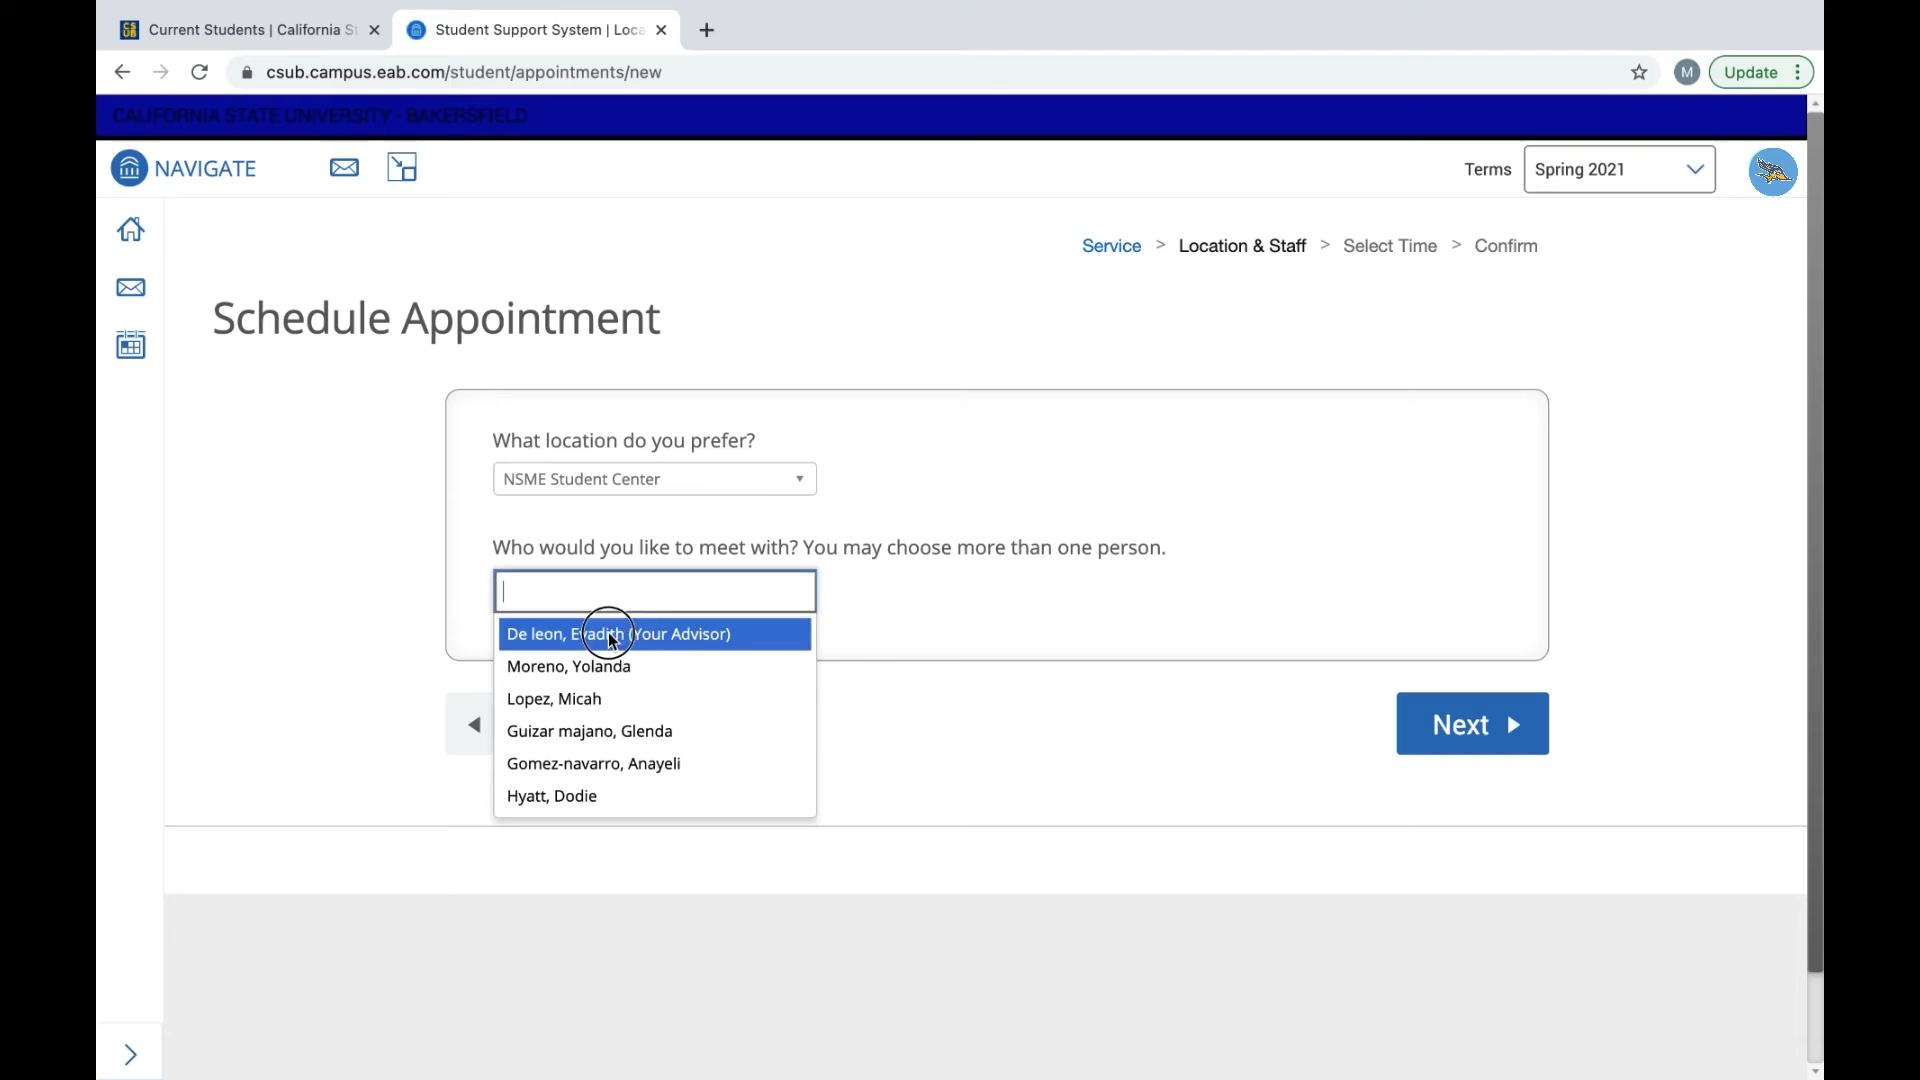 Current Students | California St
Student Support System | Loca
csub.campus.eab.com/student/appointments/new
M
Update
CALIFORNIA STATE UNIVERSITY - BAKERSFIELD
NAVIGATE
Terms
Spring 2021
Service > Location & Staff > Select Time > Confirm
Schedule Appointment
What location do you prefer?
NSME Student Center
Who would you like to meet with? You may choose more than one person.
De leon, Evadith (Your Advisor)
Moreno, Yolanda
Lopez, Micah
Guizar majano, Glenda
Gomez-navarro, Anayeli
Hyatt, Dodie
Next